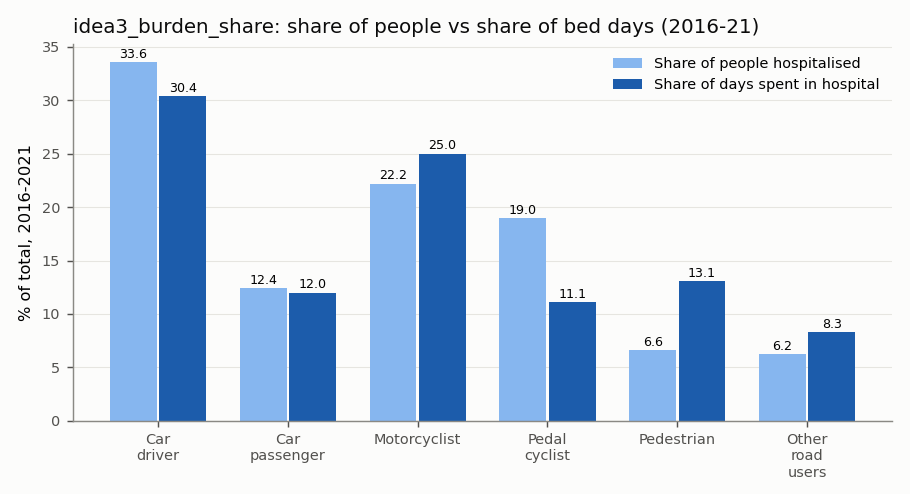 idea3_burden_share: share of people vs share of bed days (2016-21)
Share of people hospitalised
Share of days spent in hospital
% of total, 2016-2021
35
30
25
20
15
10
5
0
33.6
30.4
12.4
12.0
22.2
25.0
19.0
11.1
6.6
13.1
6.2
8.3
Car
driver
Car
passenger
Motorcyclist
Pedal
cyclist
Pedestrian
Other
road
users